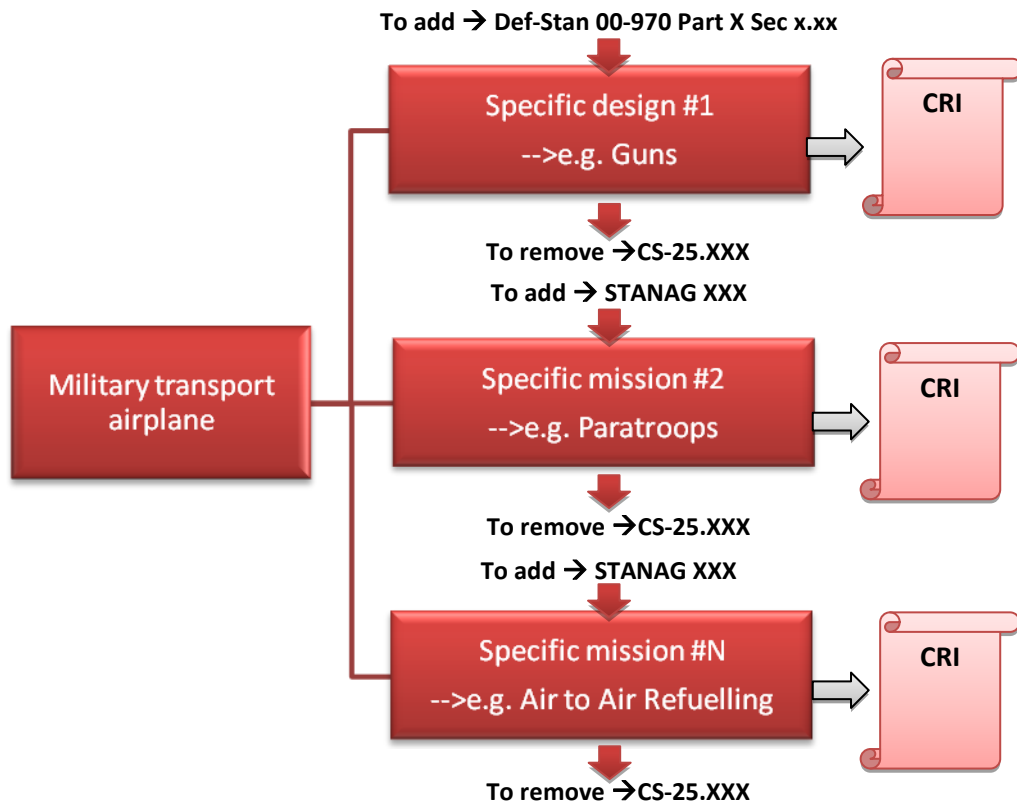 To add → Def-Stan 00-970 Part X Sec x.xx
Specific design #1
-->e.g. Guns
CRI
To remove →CS-25.XXX
To add → STANAG XXX
Military transport
airplane
Specific mission #2
-->e.g. Paratroops
CRI
To remove →CS-25.XXX
To add → STANAG XXX
Specific mission #N
-->e.g. Air to Air Refuelling
CRI
To remove →CS-25.XXX